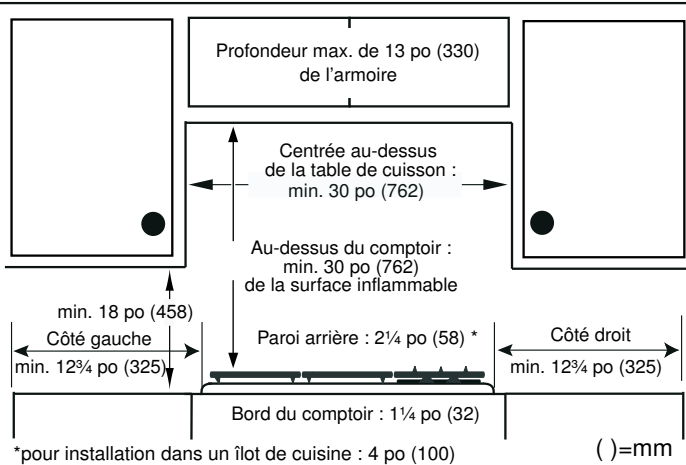 Profondeur max. de 13 po (330)
de l'armoire
Centrée au-dessus
de la table de cuisson :
min. 30 po (762)
Au-dessus du comptoir :
min. 30 po (762)
de la surface inflammable
min. 18 po (458)
Côté gauche
min. 12¾ po (325)
Paroi arrière : 2¼ po (58) *
Côté droit
min. 12¾ po (325)
Bord du comptoir : 1¼ po (32)
*pour installation dans un îlot de cuisine : 4 po (100)
( )=mm